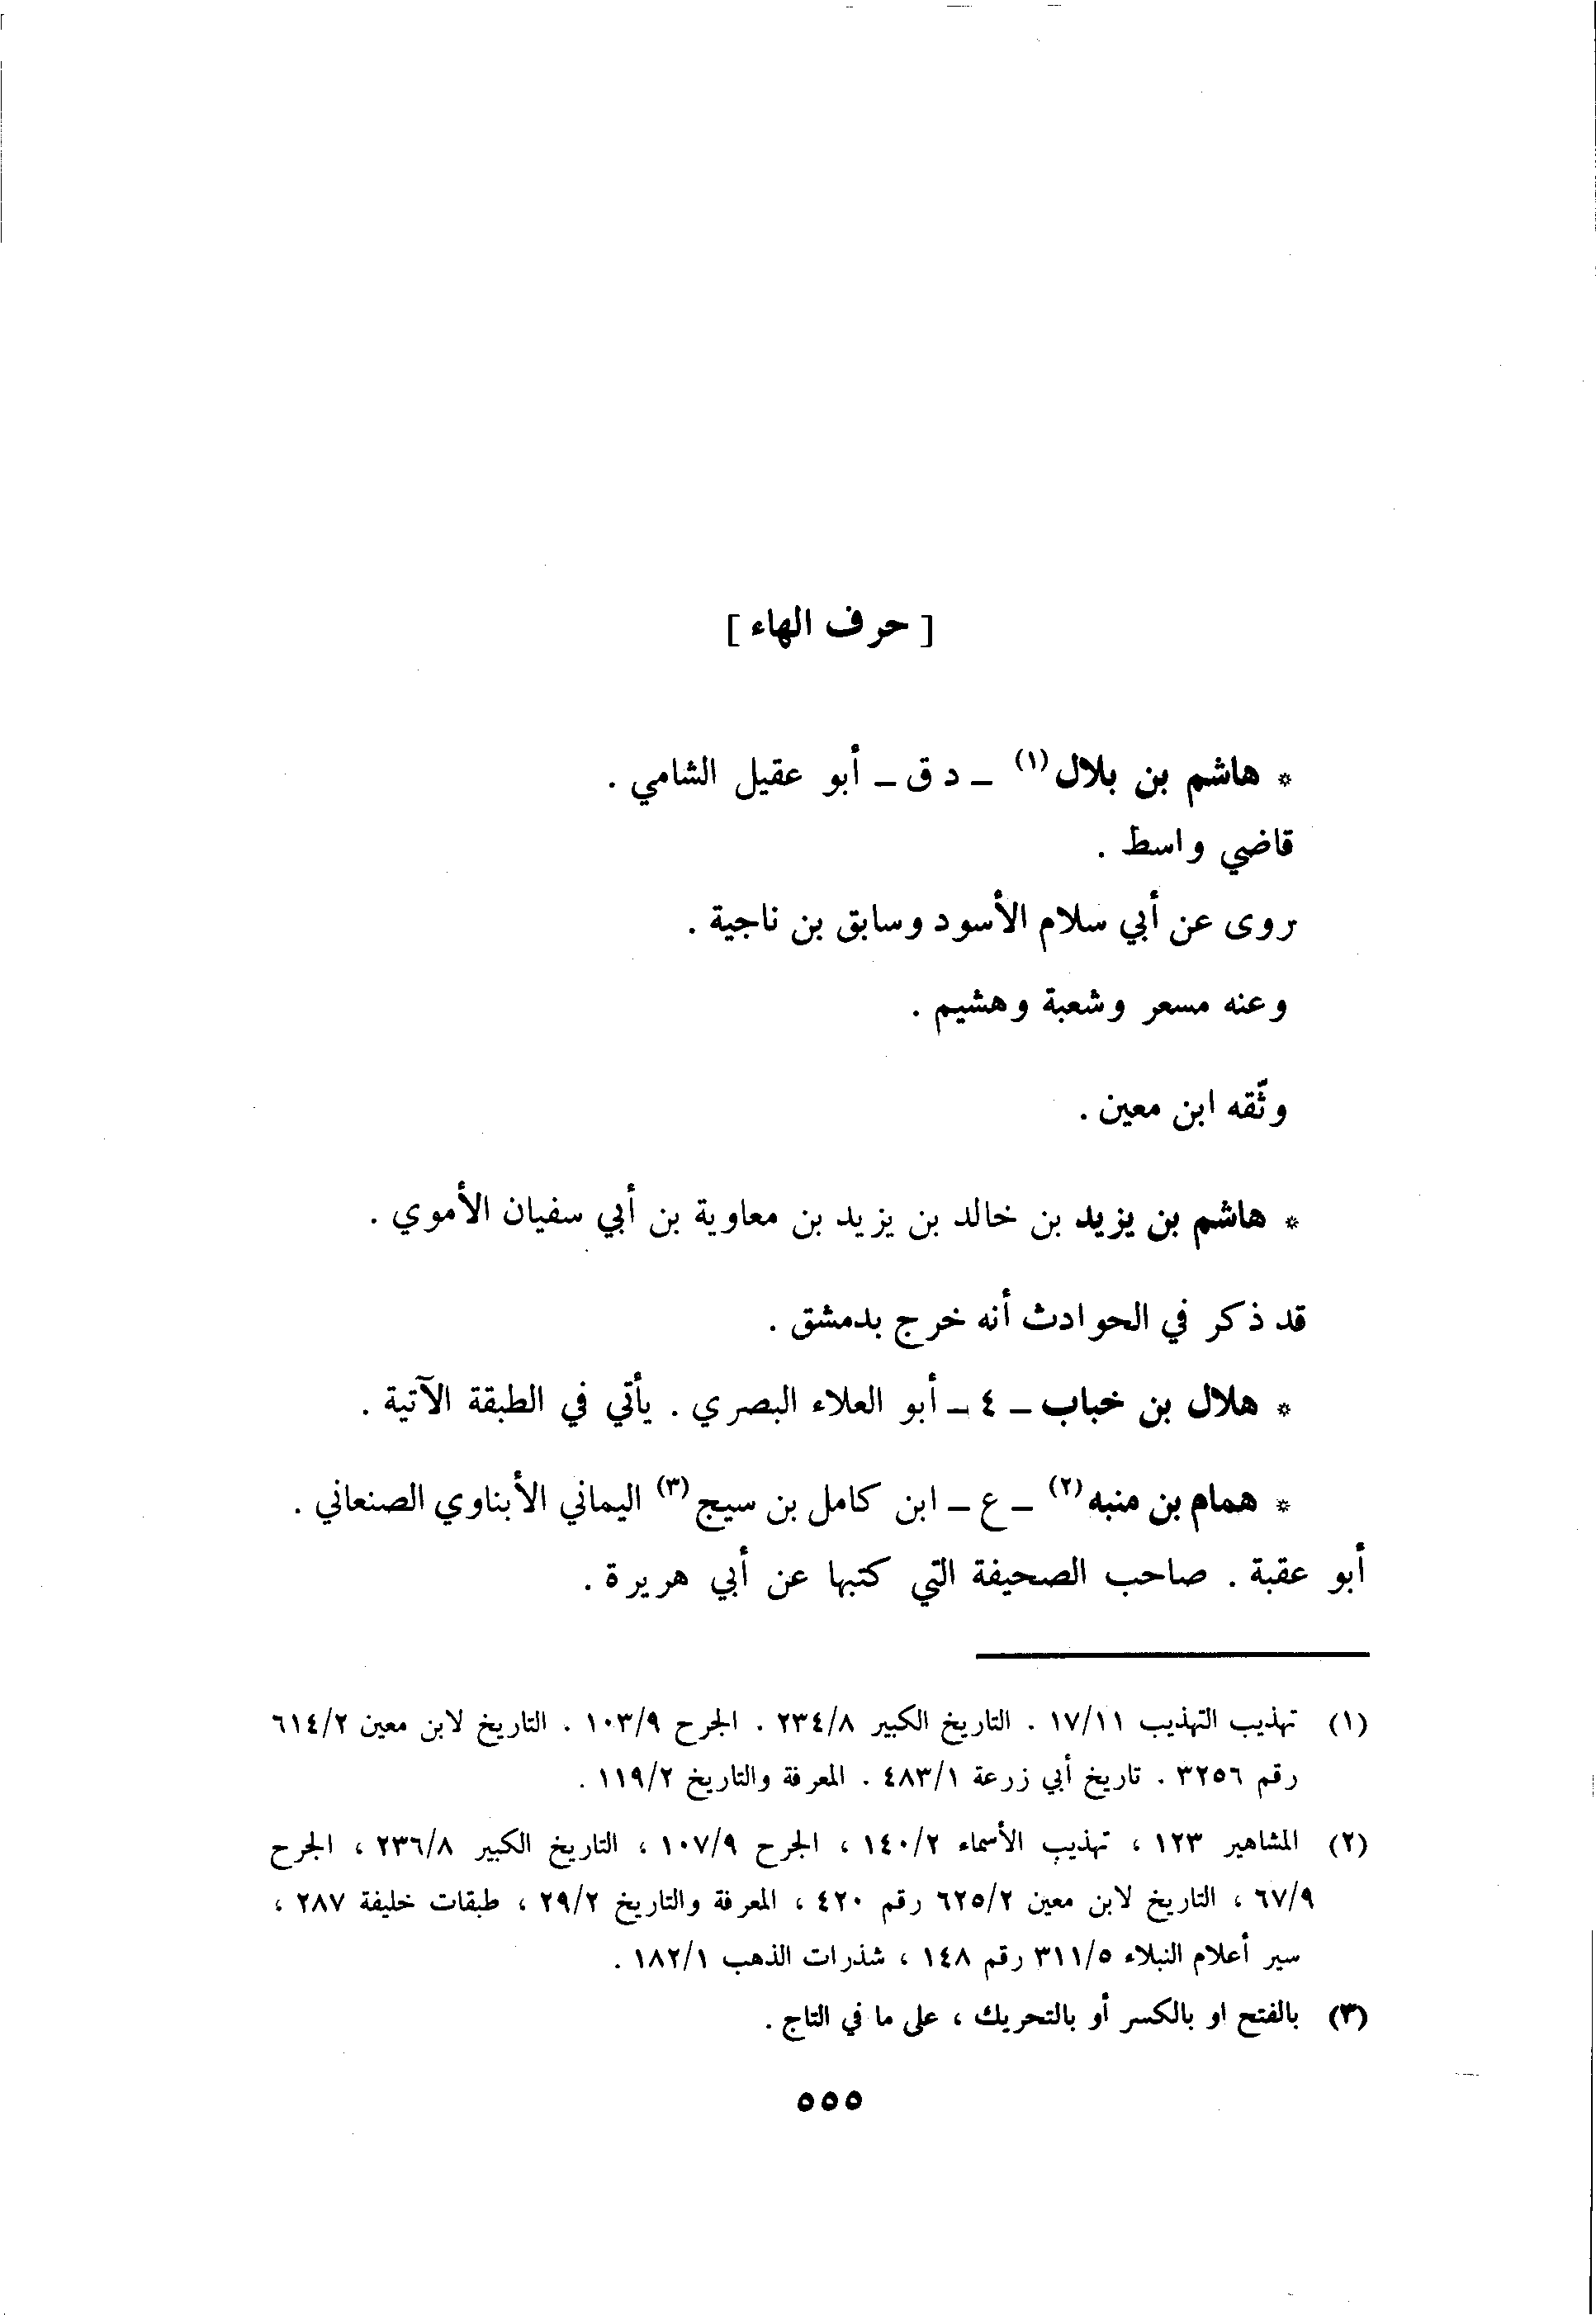 [ حرف الهاء ]
* هاشم بن بلال(١) – د ق – أبو عقيل الشامي .
قاضي واسط .
روى عن أبي سلام الأسود وسابق بن ناجية .
وعنه مسعر وشعبة وهشيم .
وثّقه ابن معين .
* هاشم بن يزيد بن خالد بن يزيد بن معاوية بن أبي سفيان الأموي .
قد ذكر في الحوادث أنه خرج بدمشق .
* هلال بن خباب – ٤ – أبو العلاء البصري . يأتي في الطبقة الآتية .
* همام بن منبه(٢) – ع – ابن كامل بن سيج(٣) اليماني الأبناوي الصنعاني .
أبو عقبة . صاحب الصحيفة التي كتبها عن أبي هريرة .
(١) تهذيب التهذيب ١٧/١١ . التاريخ الكبير ٢٣٤/٨ . الجرح ١٠٣/٩ . التاريخ لابن معين ٦١٤/٢
رقم ٣٢٥٦ . تاريخ أبي زرعة ٤٨٣/١ . المعرفة والتاريخ ١١٩/٢ .
(٢) المشاهير ١٢٣ ، تهذيب الأسماء ١٤٠/٢ ، الجرح ١٠٧/٩ ، التاريخ الكبير ٢٣٦/٨ ، الجرح
٦٧/٩ ، التاريخ لابن معين ٦٢٥/٢ رقم ٤٢٠ ، المعرفة والتاريخ ٢٩/٢ ، طبقات خليفة ٢٨٧ ،
سير أعلام النبلاء ٣١١/٥ رقم ١٤٨ ، شذرات الذهب ١٨٢/١ .
(٣) بالفتح او بالكسر أو بالتحريك ، على ما في التاج .
٥٥٥